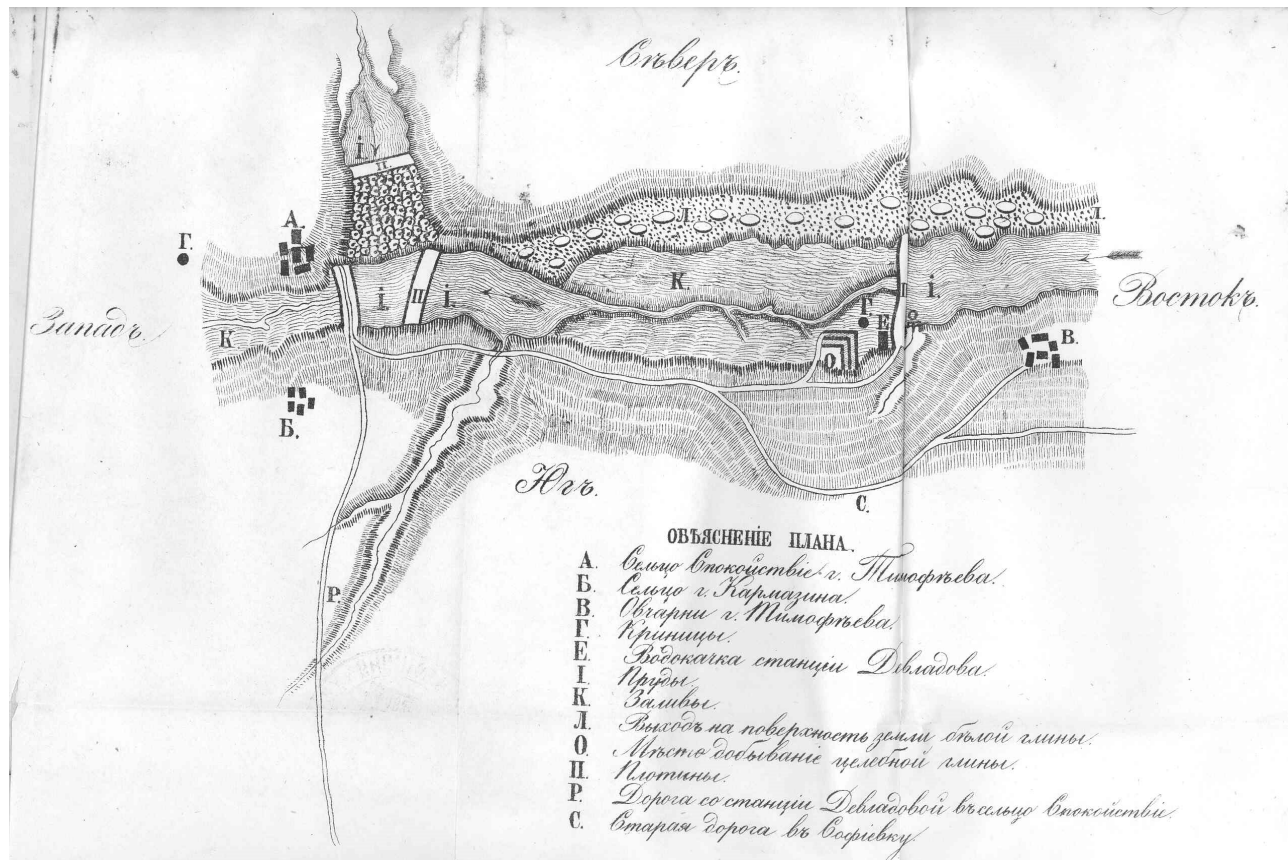 Сѣверъ.
І
П.
А.
Г.
Л.
Л.
К.
І.
П
І.
Г.
Е
П
І.
Востокъ.
Западъ.
К
О.
В.
Б.
Югъ.
С.
Р.
ОБЪЯСНЕНІЕ ПЛАНА.
А. Сельцо Спокойствіе г. Тимофѣева.
Б. Сельцо г. Кармазина.
В. Овчарни г. Тимофѣева.
Г. Криницы.
Е. Водокачка станціи Девладова.
І. Пруды.
К. Заливы.
Л. Выходъ на поверхность земли бѣлой глины.
О. Мѣсто добываніе целебной глины.
П. Плотины.
Р. Дорога со станціи Девладовой въ сельцо Спокойствіе.
С. Старая дорога въ Софіевку.